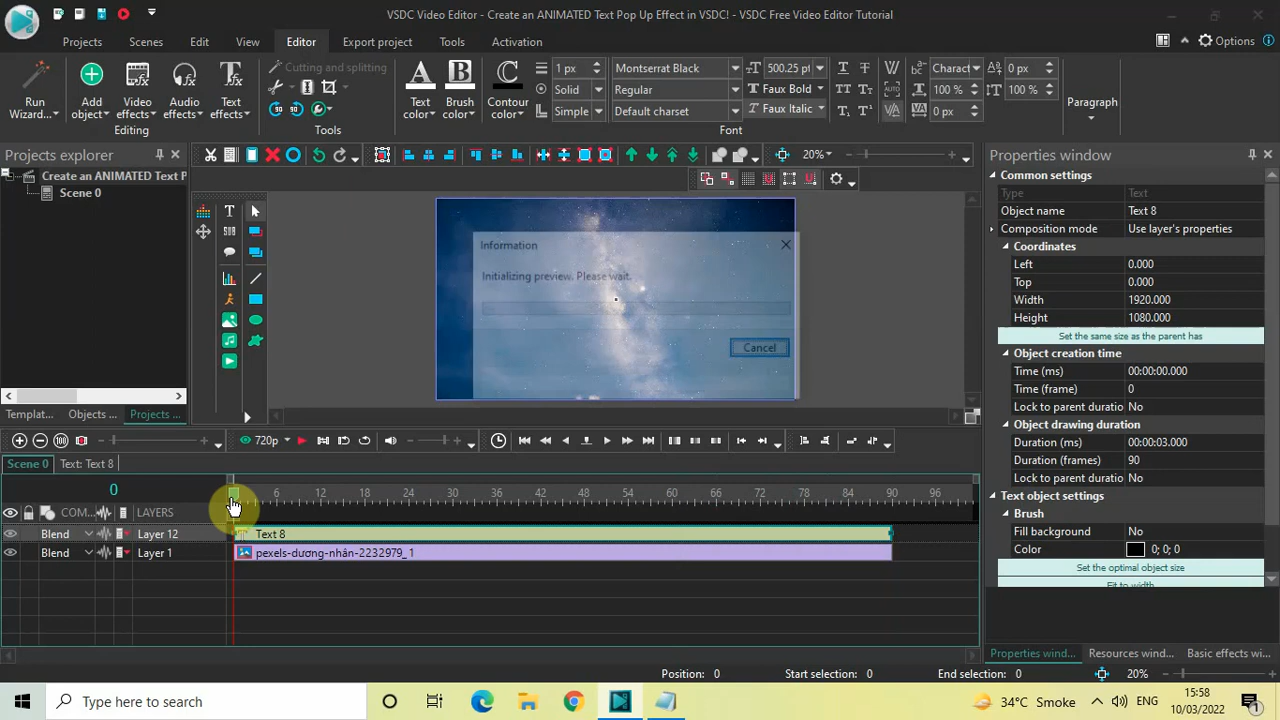 VSDC Video Editor - Create an ANIMATED Text Pop Up Effect in VSDC! - VSDC Free Video Editor Tutorial
Projects Scenes Edit View Editor Export project Tools Activation Options
Run Wizard... Add object Video effects Audio effects Text effects
Cutting and splitting
Editing Tools
Text color Brush color Contour color
1 px
Solid
Simple
Montserrat Black
Regular
Default charset
500.25 pt
Faux Bold
Faux Italic
Font
Charact
100 %
0 px
0 px
100 %
Paragraph
Projects explorer
Create an ANIMATED Text P
Scene 0
Templat... Objects ... Projects ...
20%
Information
Initializing preview. Please wait.
Cancel
Properties window
Common settings
Type Text
Object name Text 8
Composition mode Use layer's properties
Coordinates
Left 0.000
Top 0.000
Width 1920.000
Height 1080.000
Set the same size as the parent has
Object creation time
Time (ms) 00:00:00.000
Time (frame) 0
Lock to parent duratio No
Object drawing duration
Duration (ms) 00:00:03.000
Duration (frames) 90
Lock to parent duratio No
Text object settings
Brush
Fill background No
Color 0; 0; 0
Set the optimal object size
Fit to width
Properties wind... Resources wind... Basic effects wi...
720p
Scene 0 Text: Text 8
0 6 12 18 24 30 36 42 48 54 60 66 72 78 84 90 96
COM... LAYERS
Blend Layer 12 Text 8
Blend Layer 1 pexels-dương-nhân-2232979_1
Position: 0 Start selection: 0 End selection: 0 20%
Type here to search
34°C Smoke ENG 15:58
10/03/2022
1